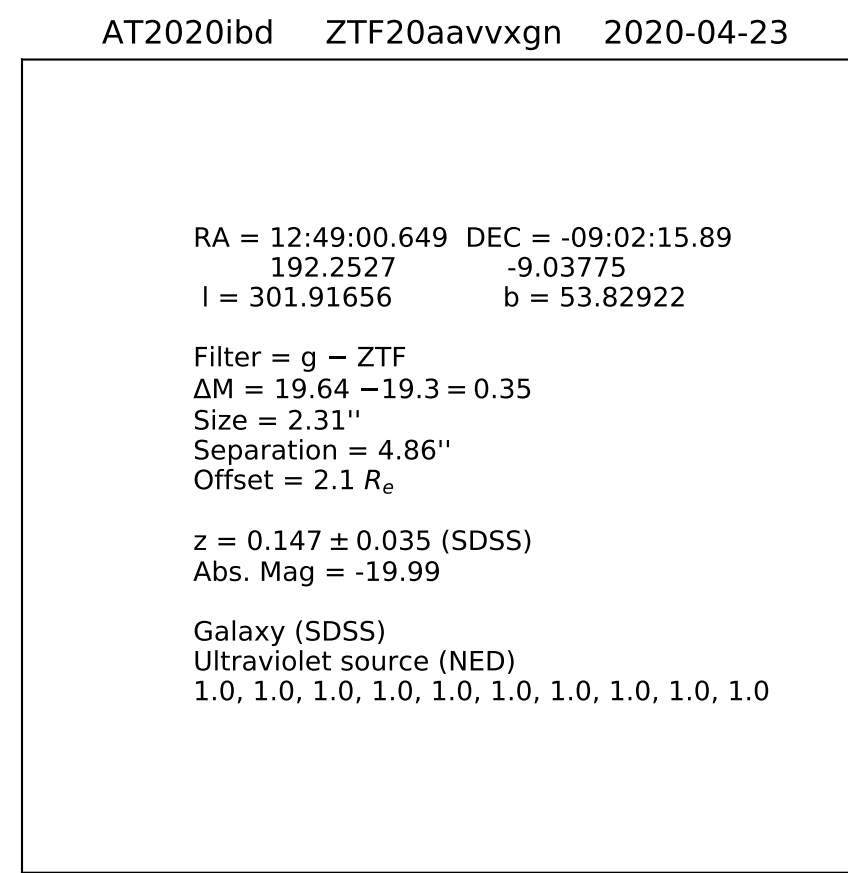 AT2020ibd ZTF20aavvxgn 2020-04-23
RA = 12:49:00.649 DEC = -09:02:15.89
192.2527 -9.03775
l = 301.91656 b = 53.82922
Filter = g − ZTF
ΔM = 19.64 −19.3 = 0.35
Size = 2.31''
Separation = 4.86''
Offset = 2.1 Rₑ
z = 0.147 ± 0.035 (SDSS)
Abs. Mag = -19.99
Galaxy (SDSS)
Ultraviolet source (NED)
1.0, 1.0, 1.0, 1.0, 1.0, 1.0, 1.0, 1.0, 1.0, 1.0